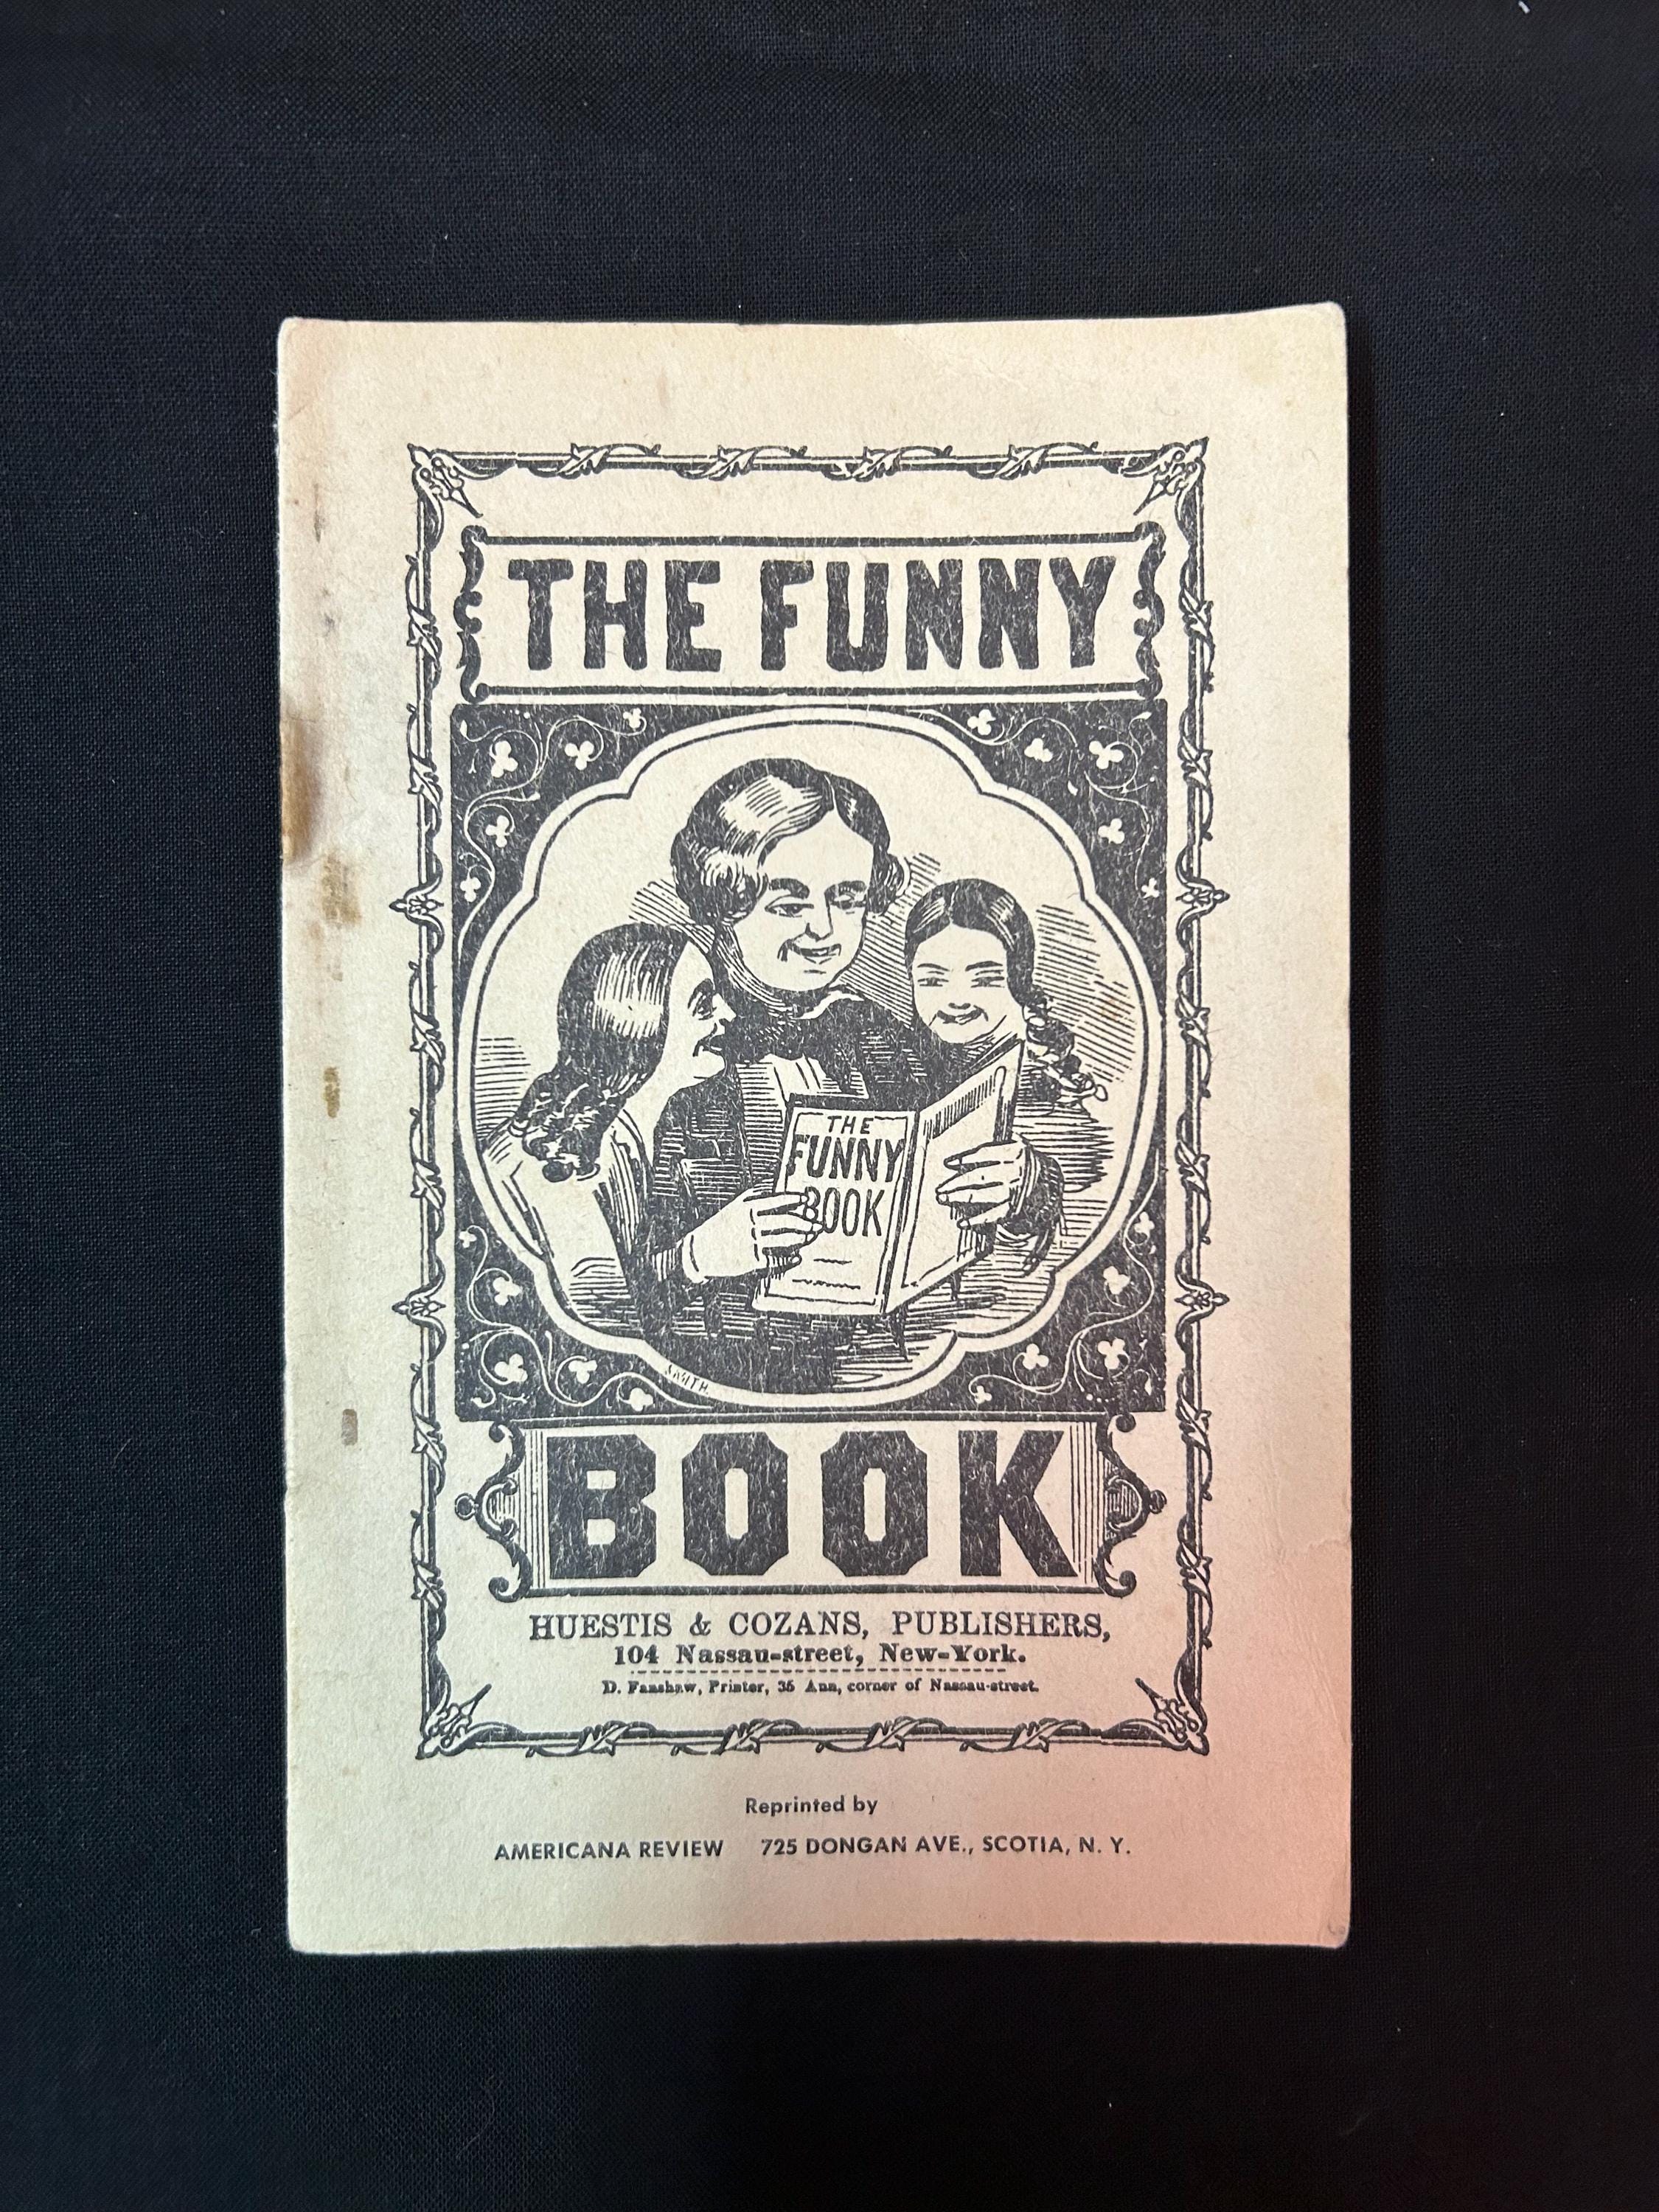 THE FUNNY
THE
FUNNY
BOOK
SMITH
BOOK
HUESTIS & COZANS, PUBLISHERS,
104 Nassau-street, New-York.
D. Fanshaw, Printer, 35 Ann, corner of Nassau-street.
Reprinted by
AMERICANA REVIEW 725 DONGAN AVE., SCOTIA, N. Y.